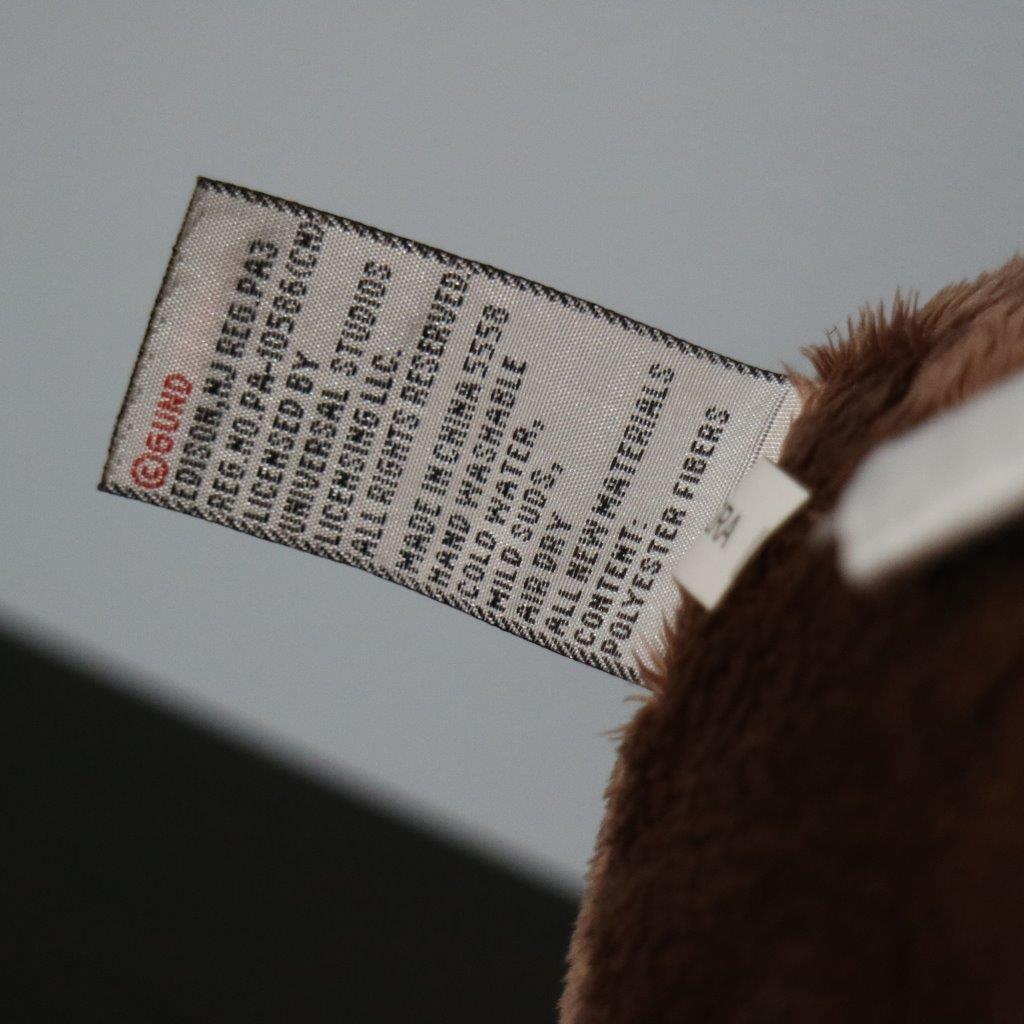 ©GUND
EDISON,NJ REG.PA3
REG.NO.PA-10586(CN)
LICENSED BY
UNIVERSAL STUDIOS
LICENSING LLC.
ALL RIGHTS RESERVED
MADE IN CHINA 5558
HAND WASHABLE
COLD WATER,
MILD SUDS,
AIR DRY
ALL NEW MATERIALS
CONTENT:
POLYESTER FIBERS